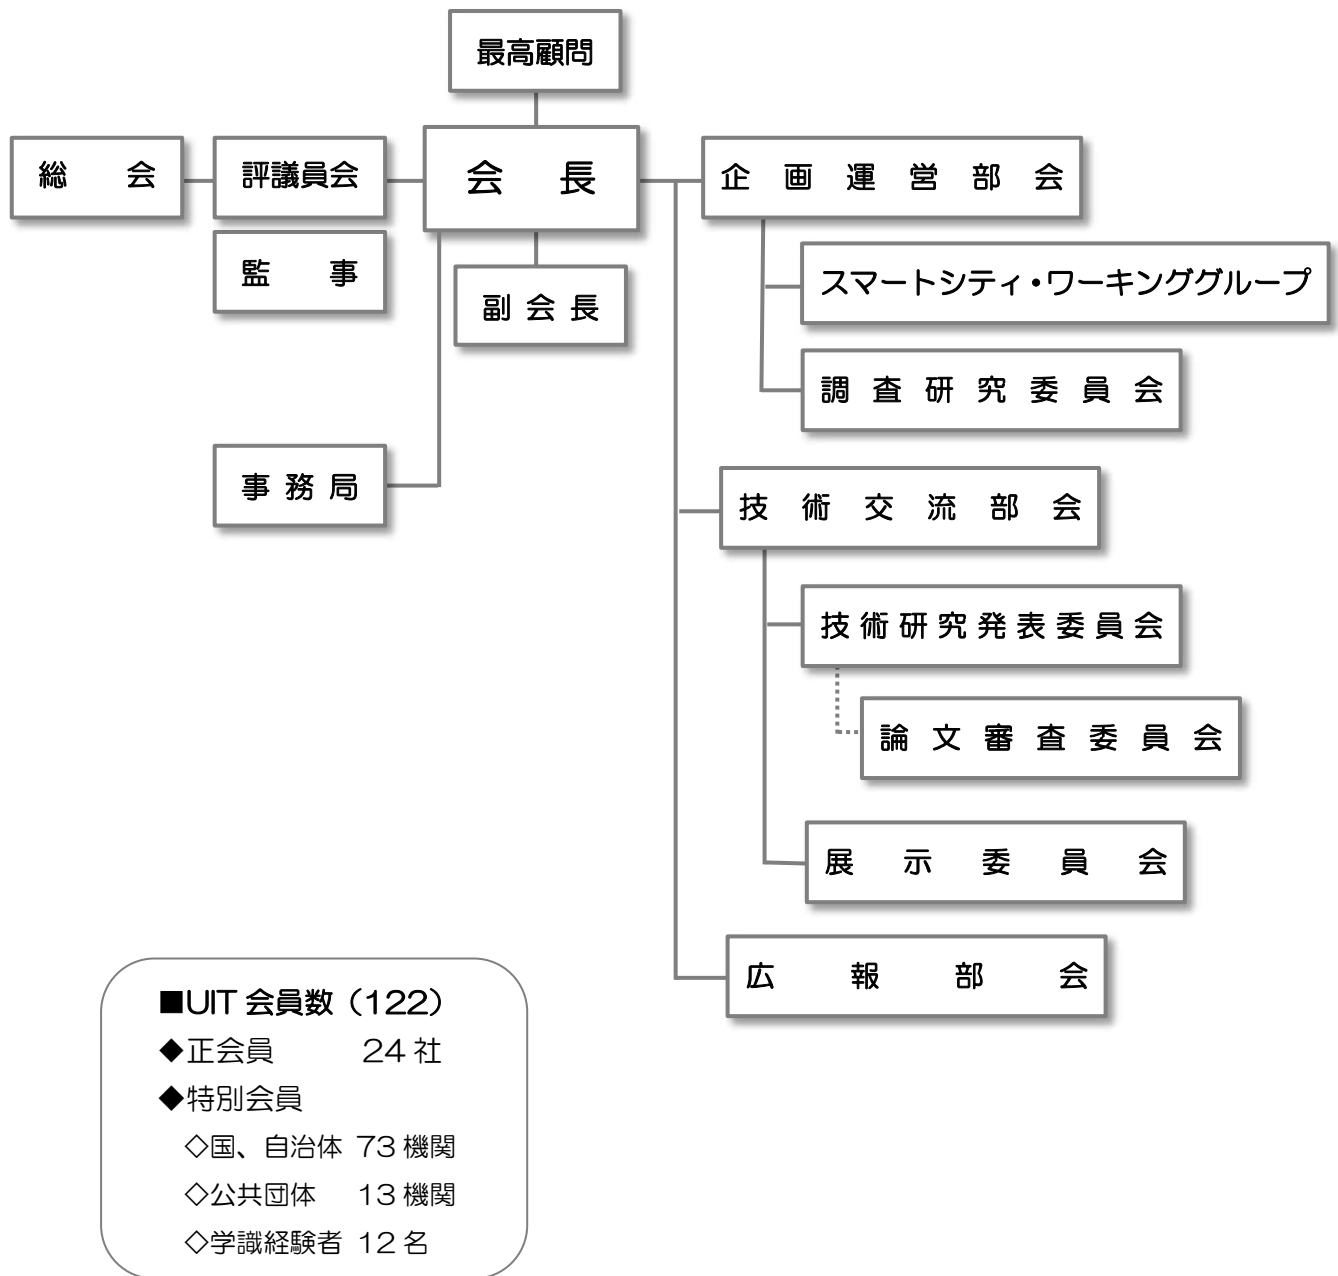 最高顧問
総会
評議員会
会長
企画運営部会
監事
副会長
スマートシティ・ワーキンググループ
調査研究委員会
事務局
技術交流部会
技術研究発表委員会
論文審査委員会
展示委員会
広報部会
■UIT 会員数（122）
◆正会員 24 社
◆特別会員
◇国、自治体 73 機関
◇公共団体 13 機関
◇学識経験者 12 名